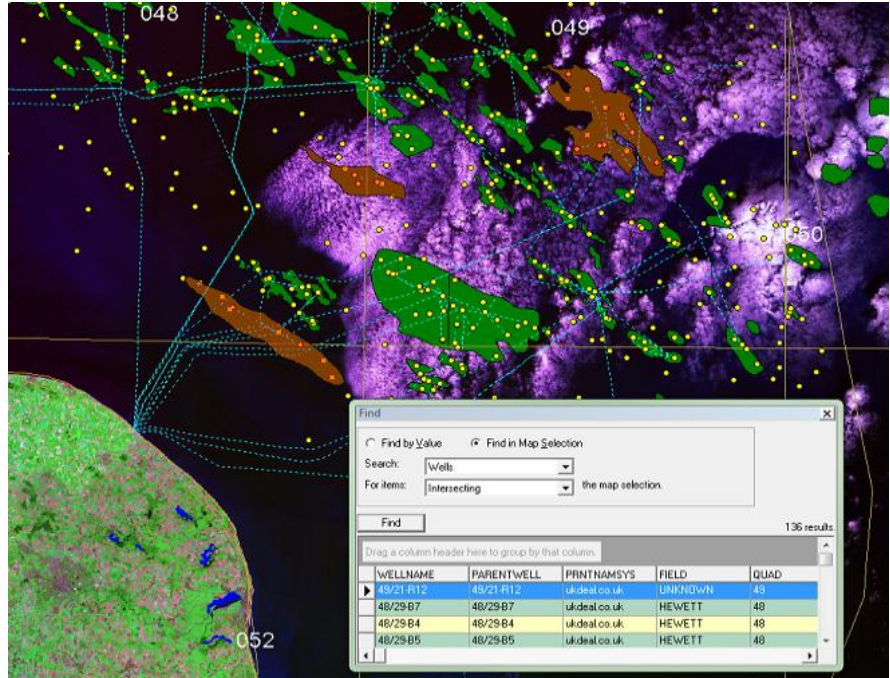 048
049
050
052
Find
Find by Value
Find in Map Selection
Search:
Wells
For items:
Intersecting
the map selection.
Find
136 results.
Drag a column header here to group by that column.
WELLNAME PARENTWELL PRNTNAMSYS FIELD QUAD
49/21-R12 49/21-R12 ukdeal.co.uk UNKNOWN 49
48/29-B7 48/29-B7 ukdeal.co.uk HEWETT 48
48/29-B4 48/29-B4 ukdeal.co.uk HEWETT 48
48/29-B5 48/29-B5 ukdeal.co.uk HEWETT 48